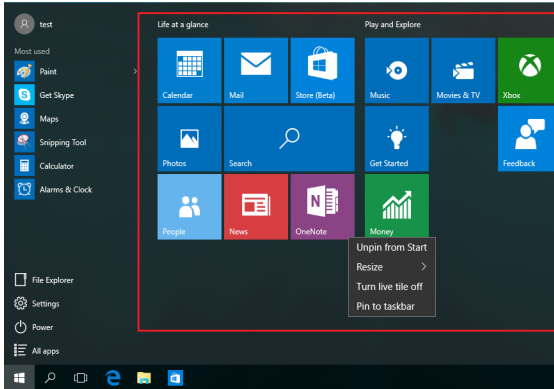 test
Most used
Paint
Get Skype
Maps
Snipping Tool
Calculator
Alarms & Clock
File Explorer
Settings
Power
All apps
Life at a glance
Play and Explore
Calendar
Mail
Store (Beta)
Music
Movies & TV
Xbox
Photos
Search
Get Started
Feedback
People
News
OneNote
Money
Unpin from Start
Resize
Turn live tile off
Pin to taskbar